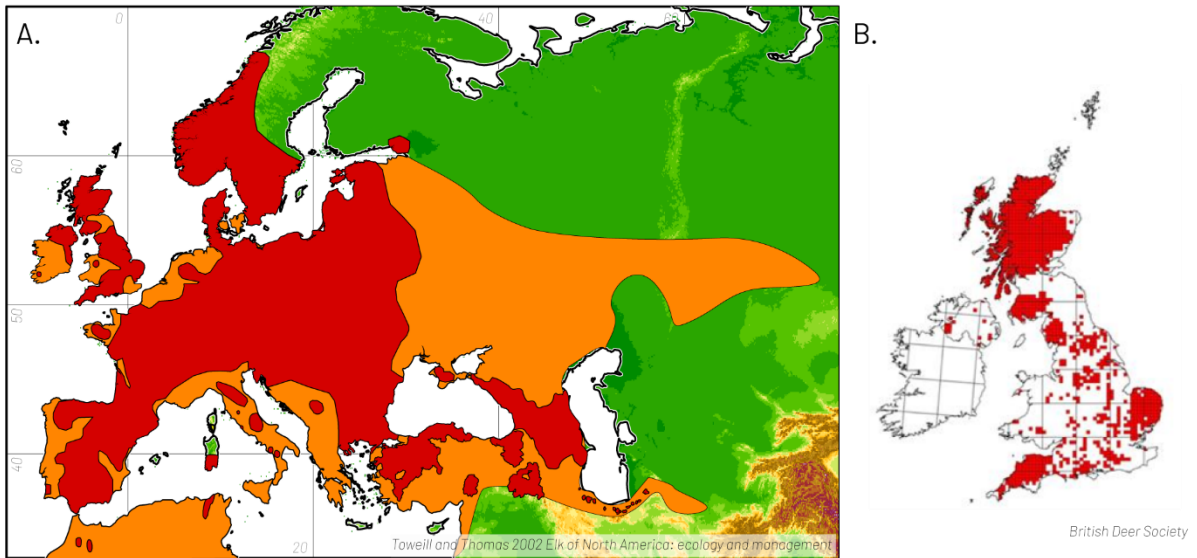 A.
B.
0
40
60
60
50
40
20
Toweill and Thomas 2002 Elk of North America: ecology and management
British Deer Society